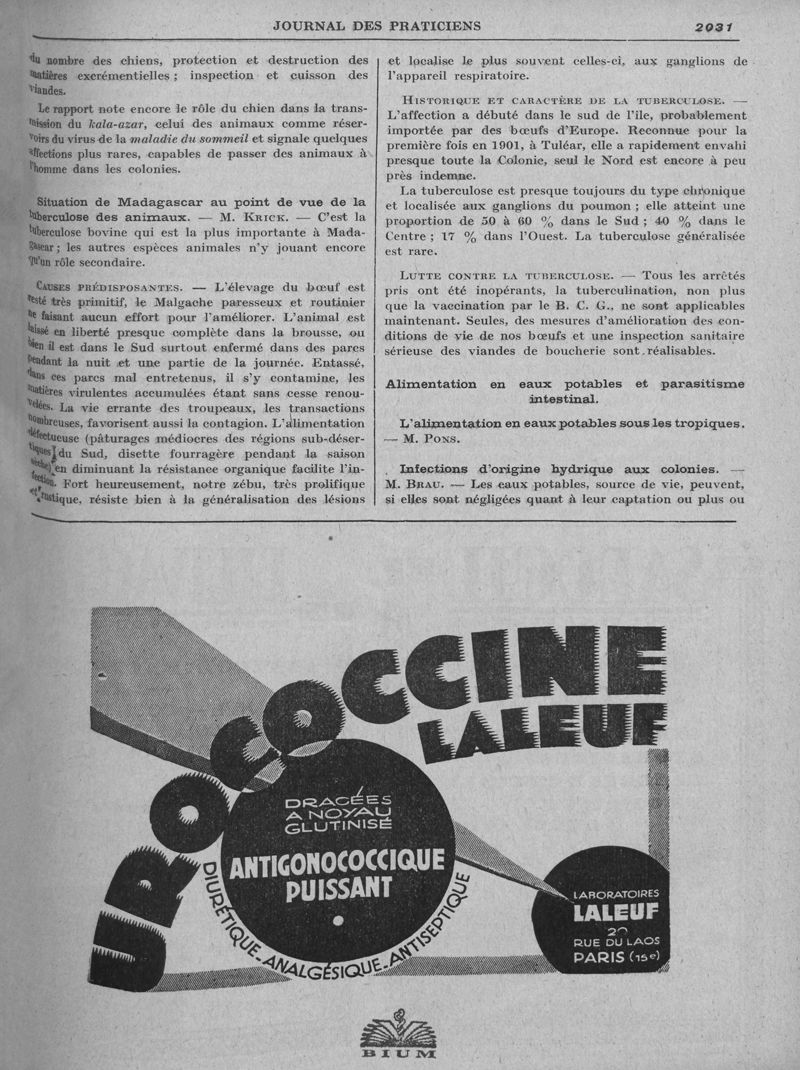 JOURNAL DES PRATICIENS
2031
du nombre des chiens, protection et destruction des
matières excrémentielles ; inspection et cuisson des
viandes.
Le rapport note encore le rôle du chien dans la trans-
mission du kala-azar, celui des animaux comme réser-
voirs du virus de la maladie du sommeil et signale quelques
affections plus rares, capables de passer des animaux à
l'homme dans les colonies.
Situation de Madagascar au point de vue de la
tuberculose des animaux. — M. KRICK. — C'est la
tuberculose bovine qui est la plus importante à Mada-
gascar ; les autres espèces animales n'y jouant encore
qu'un rôle secondaire.
CAUSES PRÉDISPOSANTES. — L'élevage du bœuf est
resté très primitif, le Malgache paresseux et routinier
ne faisant aucun effort pour l'améliorer. L'animal est
laissé en liberté presque complète dans la brousse, ou
bien il est dans le Sud surtout enfermé dans des parcs
pendant la nuit et une partie de la journée. Entassé,
dans ces parcs mal entretenus, il s'y contamine, les
matières virulentes accumulées étant sans cesse renou-
velées. La vie errante des troupeaux, les transactions
nombreuses, favorisent aussi la contagion. L'alimentation
défectueuse (pâturages médiocres des régions sub-déser-
tiques du Sud, disette fourragère pendant la saison
sèche) en diminuant la résistance organique facilite l'in-
fection. Fort heureusement, notre zébu, très prolifique
et rustique, résiste bien à la généralisation des lésions
et localise le plus souvent celles-ci, aux ganglions de
l'appareil respiratoire.
HISTORIQUE ET CARACTÈRE DE LA TUBERCULOSE. —
L'affection a débuté dans le sud de l'île, probablement
importée par des bœufs d'Europe. Reconnue pour la
première fois en 1901, à Tuléar, elle a rapidement envahi
presque toute la Colonie, seul le Nord est encore à peu
près indemne.
La tuberculose est presque toujours du type chronique
et localisée aux ganglions du poumon ; elle atteint une
proportion de 50 à 60 % dans le Sud ; 40 % dans le
Centre ; 17 % dans l'Ouest. La tuberculose généralisée
est rare.
LUTTE CONTRE LA TUBERCULOSE. — Tous les arrêtés
pris ont été inopérants, la tuberculination, non plus
que la vaccination par le B. C. G., ne sont applicables
maintenant. Seules, des mesures d'amélioration des con-
ditions de vie de nos bœufs et une inspection sanitaire
sérieuse des viandes de boucherie sont réalisables.
Alimentation en eaux potables et parasitisme
intestinal.
L'alimentation en eaux potables sous les tropiques.
— M. PONS.
Infections d'origine hydrique aux colonies. —
M. BRAU. — Les eaux potables, source de vie, peuvent,
si elles sont négligées quant à leur captation ou plus ou
UROCOCCINE
LALEUF
DRAGÉES
A NOYAU
GLUTINISÉ
ANTIGONOCOCCIQUE
PUISSANT
DIURÉTIQUE-ANALGÉSIQUE-ANTISEPTIQUE
LABORATOIRES
LALEUF
20
RUE DU LAOS
PARIS (15e)
BIUM